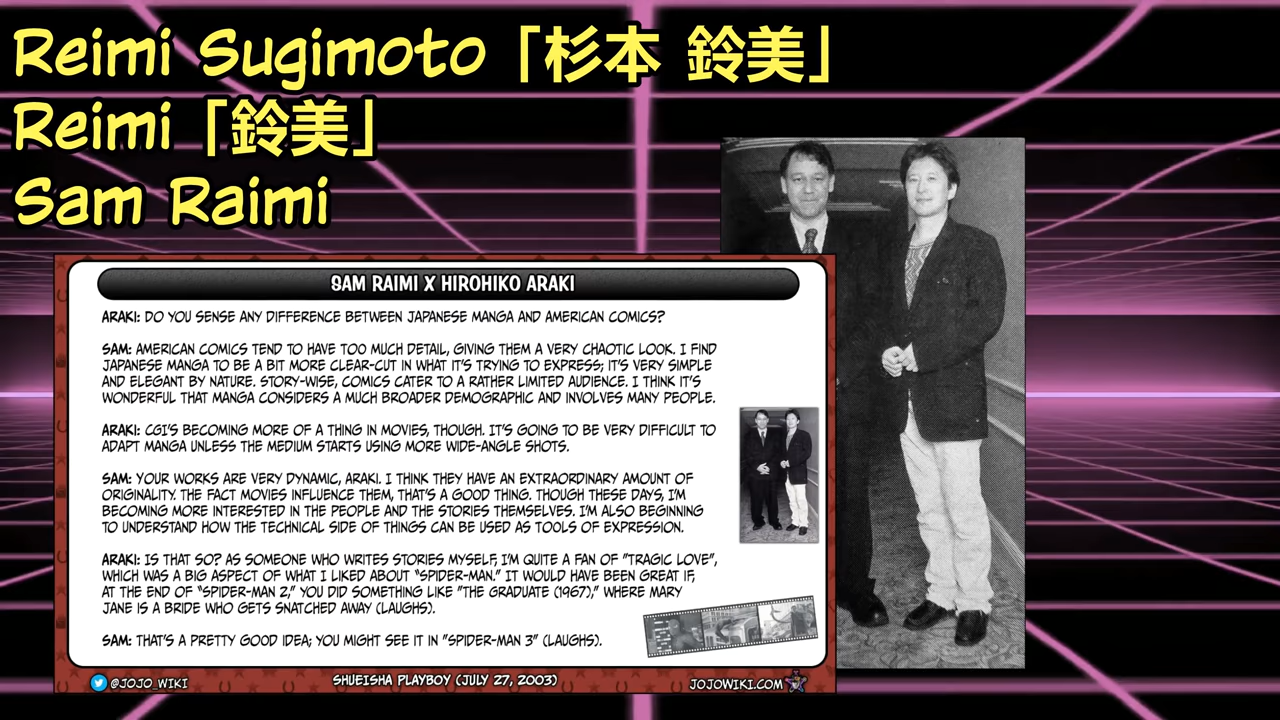 Reimi Sugimoto「杉本 鈴美」
Reimi「鈴美」
Sam Raimi
SAM RAIMI X HIROHIKO ARAKI
ARAKI: DO YOU SENSE ANY DIFFERENCE BETWEEN JAPANESE MANGA AND AMERICAN COMICS?
SAM: AMERICAN COMICS TEND TO HAVE TOO MUCH DETAIL, GIVING THEM A VERY CHAOTIC LOOK. I FIND
JAPANESE MANGA TO BE A BIT MORE CLEAR-CUT IN WHAT IT'S TRYING TO EXPRESS; IT'S VERY SIMPLE
AND ELEGANT BY NATURE. STORY-WISE, COMICS CATER TO A RATHER LIMITED AUDIENCE. I THINK IT'S
WONDERFUL THAT MANGA CONSIDERS A MUCH BROADER DEMOGRAPHIC AND INVOLVES MANY PEOPLE.
ARAKI: CGI'S BECOMING MORE OF A THING IN MOVIES, THOUGH. IT'S GOING TO BE VERY DIFFICULT TO
ADAPT MANGA UNLESS THE MEDIUM STARTS USING MORE WIDE-ANGLE SHOTS.
SAM: YOUR WORKS ARE VERY DYNAMIC, ARAKI. I THINK THEY HAVE AN EXTRAORDINARY AMOUNT OF
ORIGINALITY. THE FACT MOVIES INFLUENCE THEM, THAT'S A GOOD THING. THOUGH THESE DAYS, I'M
BECOMING MORE INTERESTED IN THE PEOPLE AND THE STORIES THEMSELVES. I'M ALSO BEGINNING
TO UNDERSTAND HOW THE TECHNICAL SIDE OF THINGS CAN BE USED AS TOOLS OF EXPRESSION.
ARAKI: IS THAT SO? AS SOMEONE WHO WRITES STORIES MYSELF, I'M QUITE A FAN OF "TRAGIC LOVE",
WHICH WAS A BIG ASPECT OF WHAT I LIKED ABOUT "SPIDER-MAN." IT WOULD HAVE BEEN GREAT IF,
AT THE END OF "SPIDER-MAN 2," YOU DID SOMETHING LIKE "THE GRADUATE (1967)," WHERE MARY
JANE IS A BRIDE WHO GETS SNATCHED AWAY (LAUGHS).
SAM: THAT'S A PRETTY GOOD IDEA; YOU MIGHT SEE IT IN "SPIDER-MAN 3" (LAUGHS).
@JOJO_WIKI
SHUEISHA PLAYBOY (JULY 27, 2003)
JOJOWIKI.COM